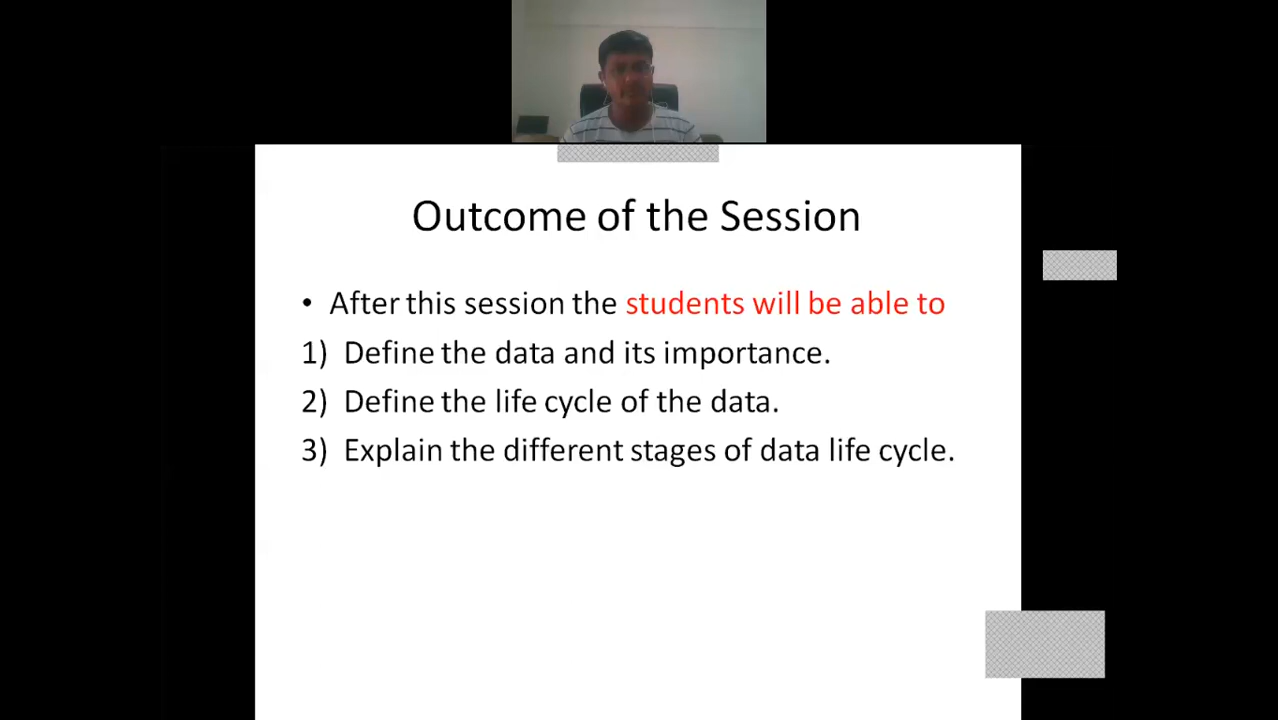 Outcome of the Session
• After this session the students will be able to
1) Define the data and its importance.
2) Define the life cycle of the data.
3) Explain the different stages of data life cycle.